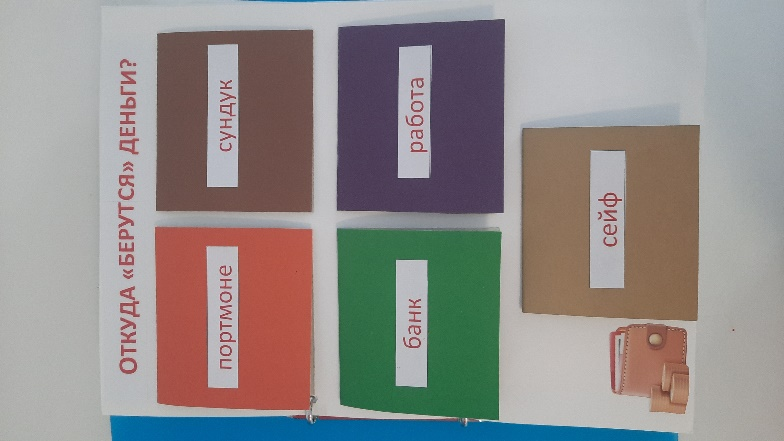 ОТКУДА «БЕРУТСЯ» ДЕНЬГИ?
портмоне
сундук
банк
работа
сейф